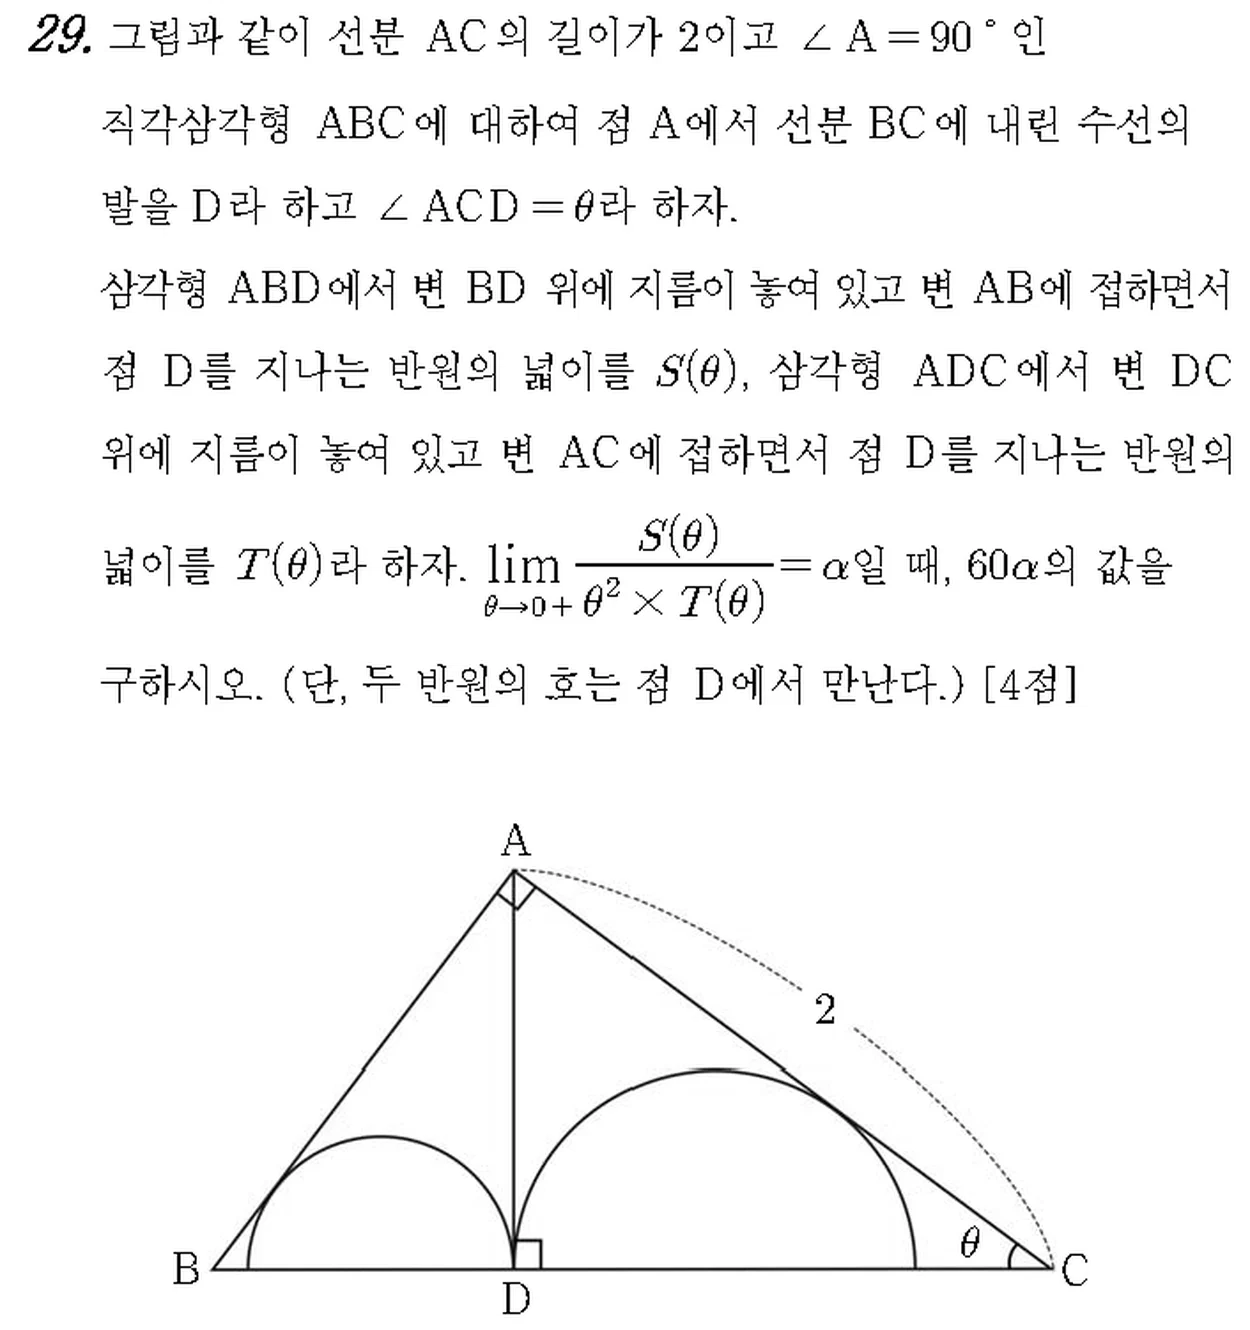 29. 그림과 같이 선분 AC의 길이가 2이고 ∠A=90°인
직각삼각형 ABC에 대하여 점 A에서 선분 BC에 내린 수선의
발을 D라 하고 ∠ACD=θ라 하자.
삼각형 ABD에서 변 BD 위에 지름이 놓여 있고 변 AB에 접하면서
점 D를 지나는 반원의 넓이를 S(θ), 삼각형 ADC에서 변 DC
위에 지름이 놓여 있고 변 AC에 접하면서 점 D를 지나는 반원의
넓이를 T(θ)라 하자. lim_{θ→0+} S(θ)/(θ²×T(θ))=α일 때, 60α의 값을
구하시오. (단, 두 반원의 호는 점 D에서 만난다.) [4점]
A
2
θ
B
C
D